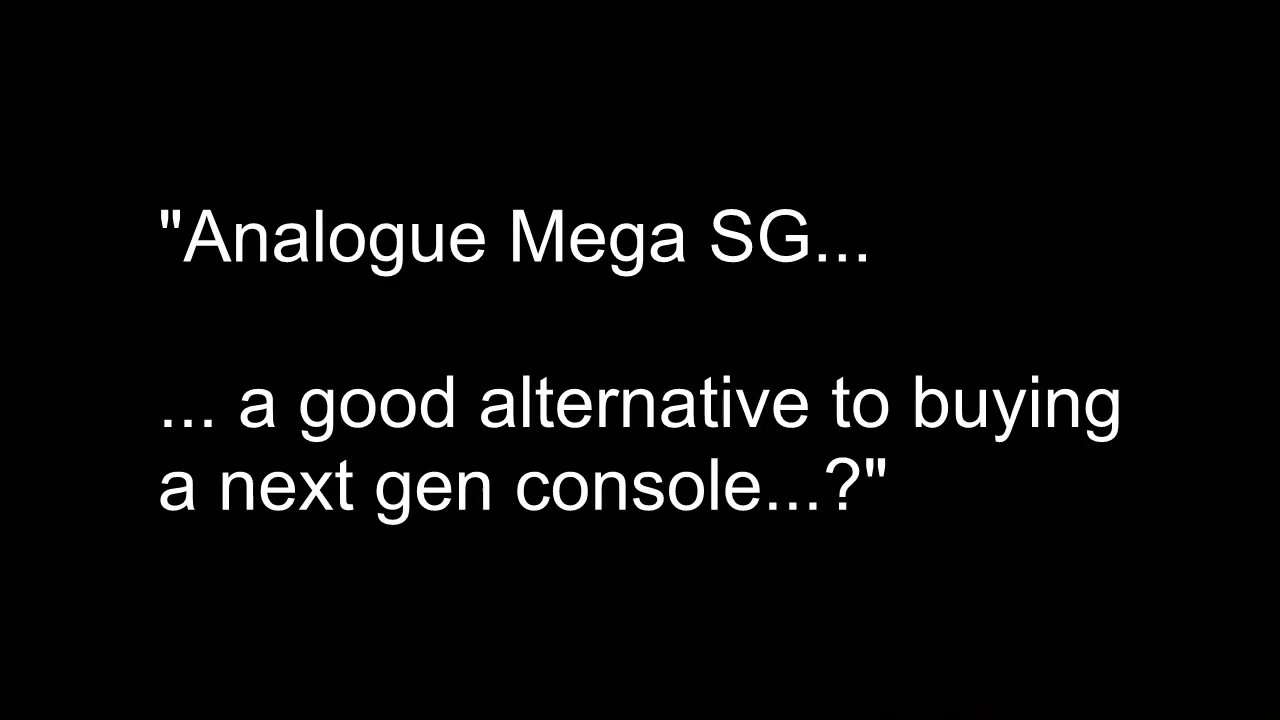 "Analogue Mega SG...
... a good alternative to buying
a next gen console...?"